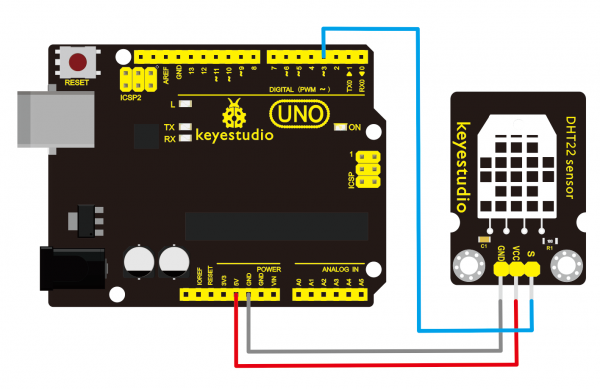 RESET
ICSP2
AREF
GND
13
12
~11
~10
~9
8
7
~6
~5
4
~3
2
TX0 ▶ 1
RX0 ◀ 0
DIGITAL (PWM ~)
L
TX
RX
keyestudio
UNO
ON
1
ICSP
IOREF
RESET
3V3
5V
GND
GND
VIN
POWER
ANALOG IN
A0
A1
A2
A3
A4
A5
keyestudio
DHT22 sensor
C1
R1
GND
VCC
S